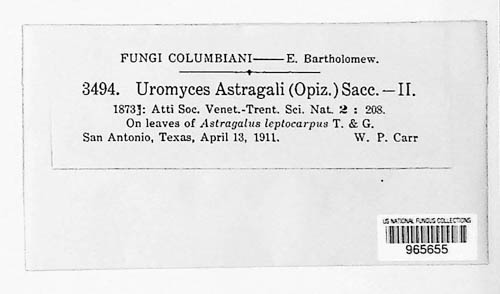 FUNGI COLUMBIANI—E. Bartholomew.
3494. Uromyces Astragali (Opiz.) Sacc. — II.
1873: Atti Soc. Venet.-Trent. Sci. Nat. 2 : 208.
On leaves of Astragalus leptocarpus T. & G.
San Antonio, Texas, April 13, 1911. W. P. Carr
US NATIONAL FUNGUS COLLECTIONS
965655